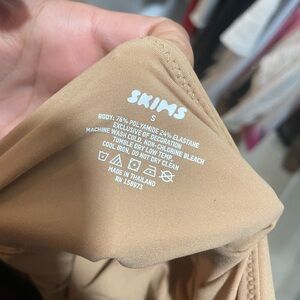 SKIMS
S
BODY: 76% POLYAMIDE 24% ELASTANE
EXCLUSIVE OF DECORATION
MACHINE WASH COLD, NON-CHLORINE BLEACH
TUMBLE DRY LOW TEMP.
COOL IRON, DO NOT DRY CLEAN
MADE IN THAILAND
RN 158973